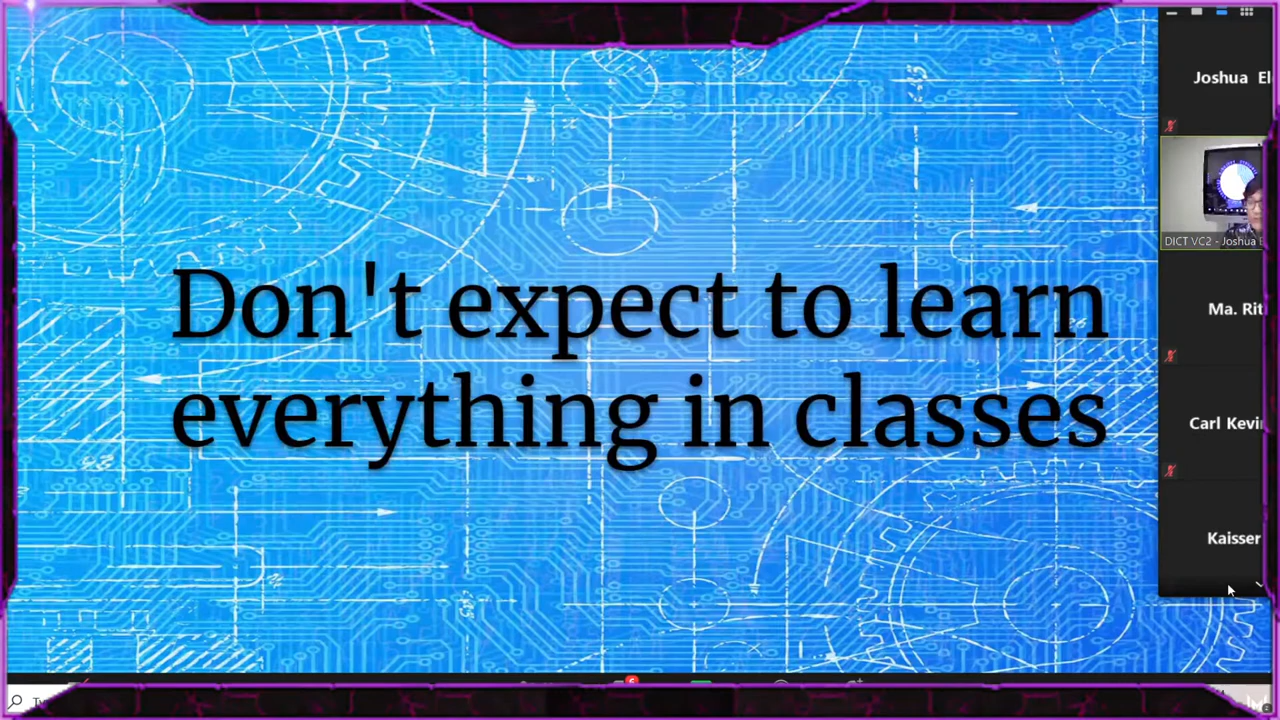 Don't expect to learn
everything in classes
Joshua El
DICT VC2 - Joshua E
Ma. Rit
Carl Kevi
Kaisser